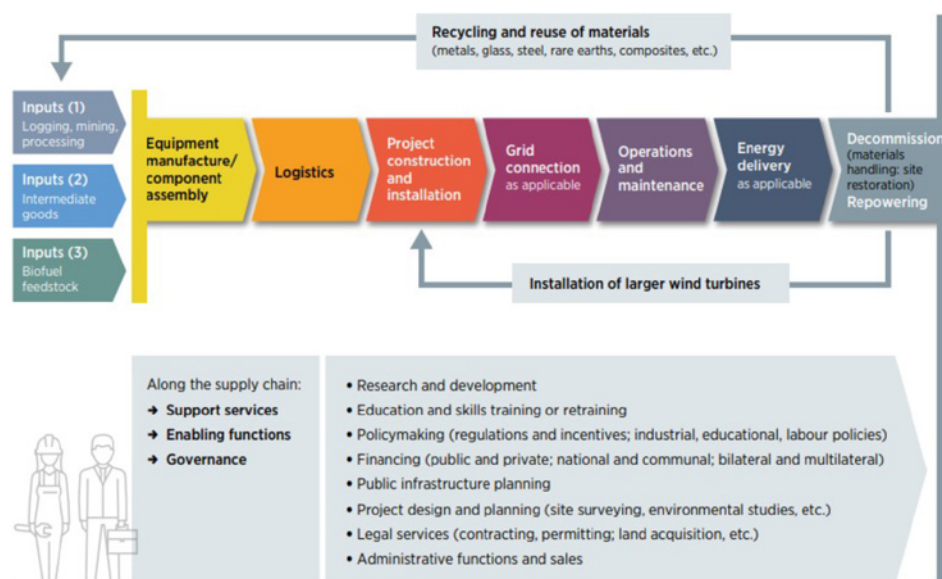 Recycling and reuse of materials
(metals, glass, steel, rare earths, composites, etc.)
Inputs (1)
Logging, mining,
processing
Inputs (2)
Intermediate
goods
Inputs (3)
Biofuel
feedstock
Equipment
manufacture/
component
assembly
Logistics
Project
construction
and
installation
Grid
connection
as applicable
Operations
and
maintenance
Energy
delivery
as applicable
Decommission
(materials
handling: site
restoration)
Repowering
Installation of larger wind turbines
Along the supply chain:
➔ Support services
➔ Enabling functions
➔ Governance
• Research and development
• Education and skills training or retraining
• Policymaking (regulations and incentives; industrial, educational, labour policies)
• Financing (public and private; national and communal; bilateral and multilateral)
• Public infrastructure planning
• Project design and planning (site surveying, environmental studies, etc.)
• Legal services (contracting, permitting; land acquisition, etc.)
• Administrative functions and sales